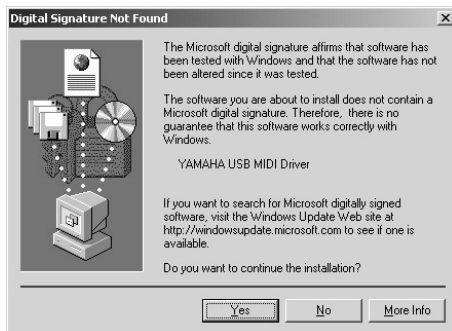 Digital Signature Not Found
The Microsoft digital signature affirms that software has
been tested with Windows and that the software has not
been altered since it was tested.
The software you are about to install does not contain a
Microsoft digital signature. Therefore, there is no
guarantee that this software works correctly with
Windows.
YAMAHA USB MIDI Driver
If you want to search for Microsoft digitally signed
software, visit the Windows Update Web site at
http://windowsupdate.microsoft.com to see if one is
available.
Do you want to continue the installation?
Yes No More Info